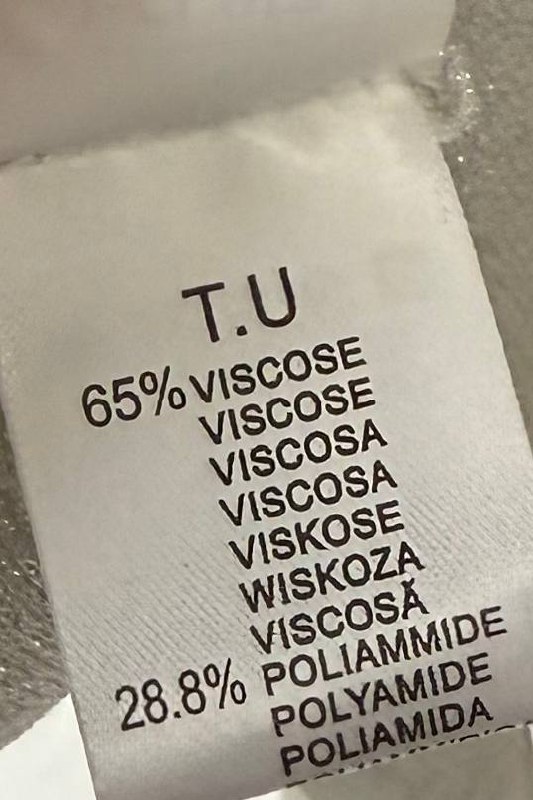 T.U
65% VISCOSE
VISCOSE
VISCOSA
VISCOSA
VISKOSE
WISKOZA
VISCOSĂ
28.8% POLIAMMIDE
POLYAMIDE
POLIAMIDA